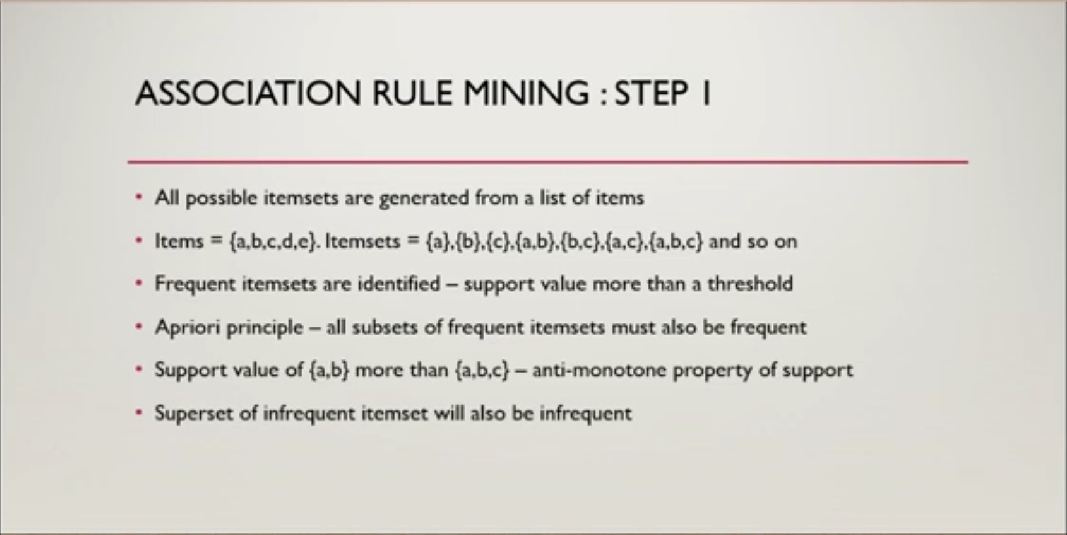 ASSOCIATION RULE MINING : STEP 1
• All possible itemsets are generated from a list of items
• Items = {a,b,c,d,e}. Itemsets = {a},{b},{c},{a,b},{b,c},{a,c},{a,b,c} and so on
• Frequent itemsets are identified – support value more than a threshold
• Apriori principle – all subsets of frequent itemsets must also be frequent
• Support value of {a,b} more than {a,b,c} – anti-monotone property of support
• Superset of infrequent itemset will also be infrequent